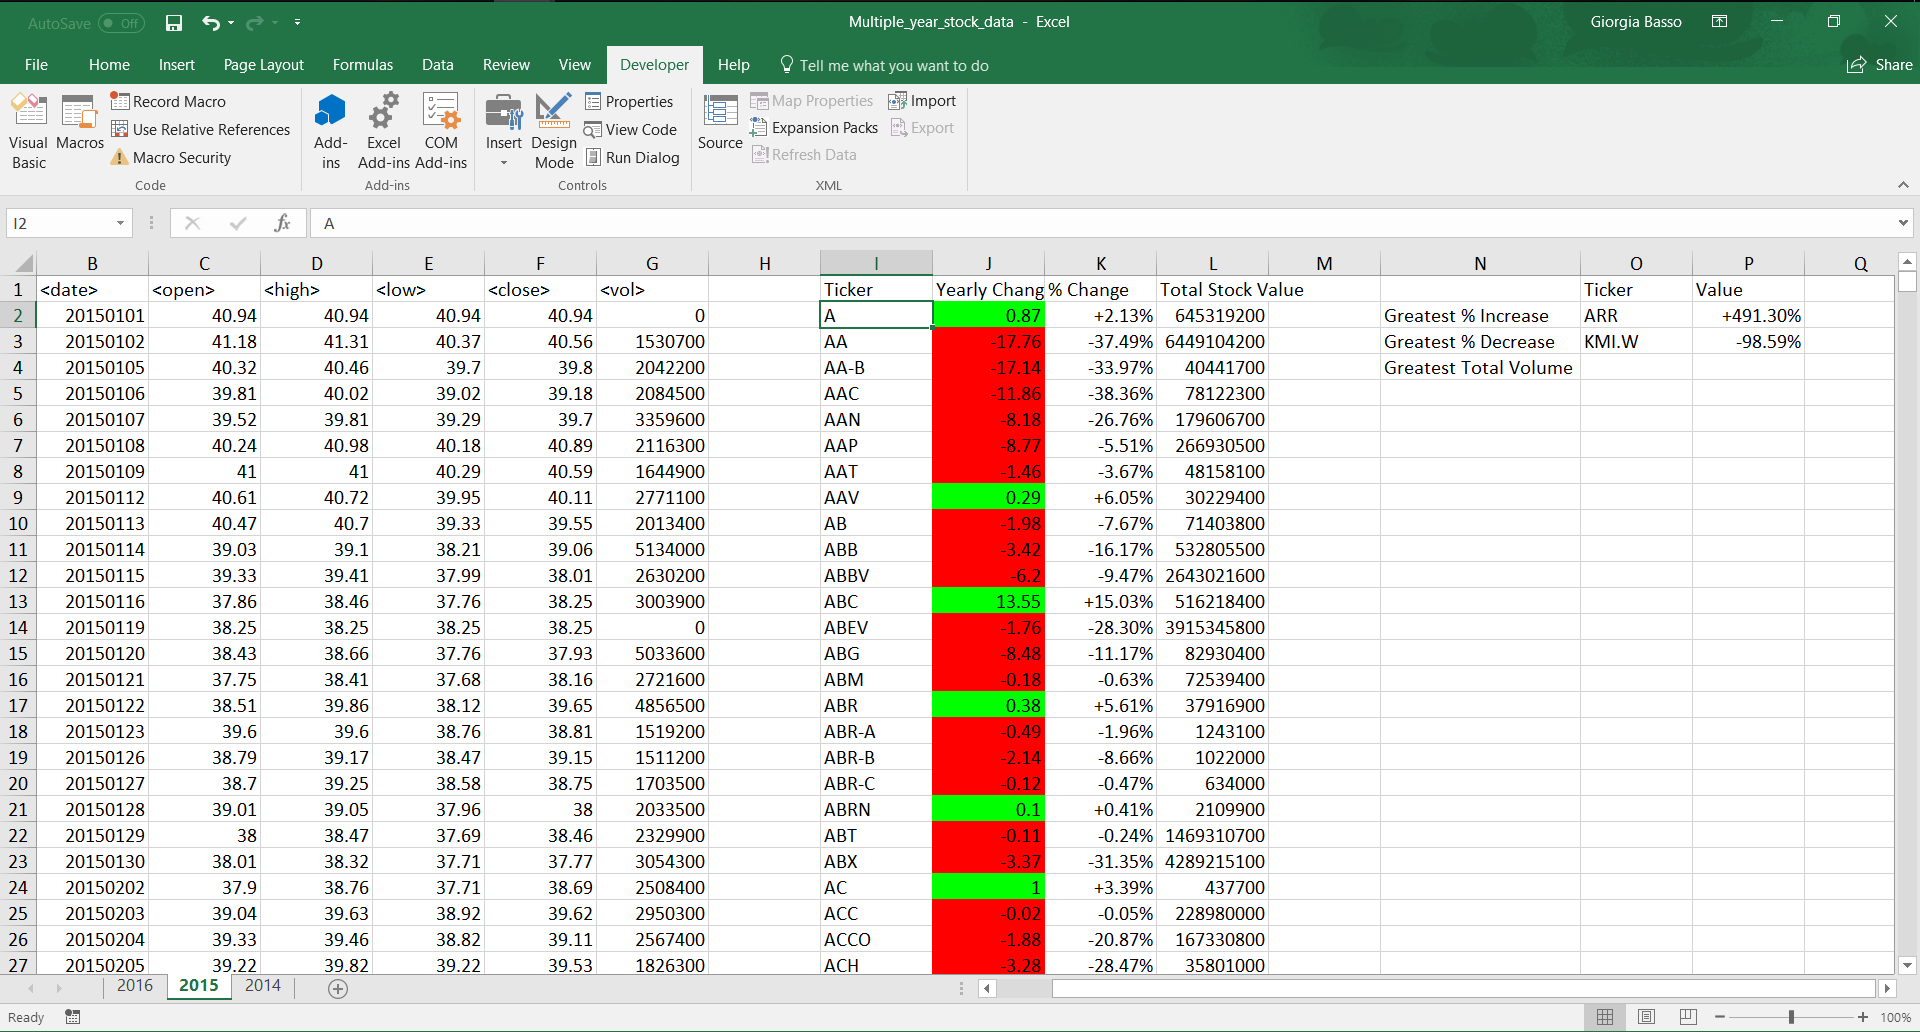 AutoSave Off
Multiple_year_stock_data - Excel
Giorgia Basso
File Home Insert Page Layout Formulas Data Review View Developer Help Tell me what you want to do Share
Visual Basic
Macros
Record Macro
Use Relative References
Macro Security
Code
Add-ins
Excel Add-ins
COM Add-ins
Add-ins
Insert
Design Mode
Properties
View Code
Run Dialog
Controls
Source
Map Properties
Expansion Packs
Refresh Data
Import
Export
XML
I2 fx A
B C D E F G H I J K L M N O P Q
1 <date> <open> <high> <low> <close> <vol> Ticker Yearly Chang % Change Total Stock Value Ticker Value
2 20150101 40.94 40.94 40.94 40.94 0 A 0.87 +2.13% 645319200 Greatest % Increase ARR +491.30%
3 20150102 41.18 41.31 40.37 40.56 1530700 AA -17.76 -37.49% 6449104200 Greatest % Decrease KMI.W -98.59%
4 20150105 40.32 40.46 39.7 39.8 2042200 AA-B -17.14 -33.97% 40441700 Greatest Total Volume
5 20150106 39.81 40.02 39.02 39.18 2084500 AAC -11.86 -38.36% 78122300
6 20150107 39.52 39.81 39.29 39.7 3359600 AAN -8.18 -26.76% 179606700
7 20150108 40.24 40.98 40.18 40.89 2116300 AAP -8.77 -5.51% 266930500
8 20150109 41 41 40.29 40.59 1644900 AAT -1.46 -3.67% 48158100
9 20150112 40.61 40.72 39.95 40.11 2771100 AAV 0.29 +6.05% 30229400
10 20150113 40.47 40.7 39.33 39.55 2013400 AB -1.98 -7.67% 71403800
11 20150114 39.03 39.1 38.21 39.06 5134000 ABB -3.42 -16.17% 532805500
12 20150115 39.33 39.41 37.99 38.01 2630200 ABBV -6.2 -9.47% 2643021600
13 20150116 37.86 38.46 37.76 38.25 3003900 ABC 13.55 +15.03% 516218400
14 20150119 38.25 38.25 38.25 38.25 0 ABEV -1.76 -28.30% 3915345800
15 20150120 38.43 38.66 37.76 37.93 5033600 ABG -8.48 -11.17% 82930400
16 20150121 37.75 38.41 37.68 38.16 2721600 ABM -0.18 -0.63% 72539400
17 20150122 38.51 39.86 38.12 39.65 4856500 ABR 0.38 +5.61% 37916900
18 20150123 39.6 39.6 38.76 38.81 1519200 ABR-A -0.49 -1.96% 1243100
19 20150126 38.79 39.17 38.47 39.15 1511200 ABR-B -2.14 -8.66% 1022000
20 20150127 38.7 39.25 38.58 38.75 1703500 ABR-C -0.12 -0.47% 634000
21 20150128 39.01 39.05 37.96 38 2033500 ABRN 0.1 +0.41% 2109900
22 20150129 38 38.47 37.69 38.46 2329900 ABT -0.11 -0.24% 1469310700
23 20150130 38.01 38.32 37.71 37.77 3054300 ABX -3.37 -31.35% 4289215100
24 20150202 37.9 38.76 37.71 38.69 2508400 AC 1 +3.39% 437700
25 20150203 39.04 39.63 38.92 39.62 2950300 ACC -0.02 -0.05% 228980000
26 20150204 39.33 39.46 38.82 39.11 2567400 ACCO -1.88 -20.87% 167330800
27 20150205 39.22 39.82 39.22 39.53 1826300 ACH -3.28 -28.47% 35801000
2016 2015 2014
Ready 100%